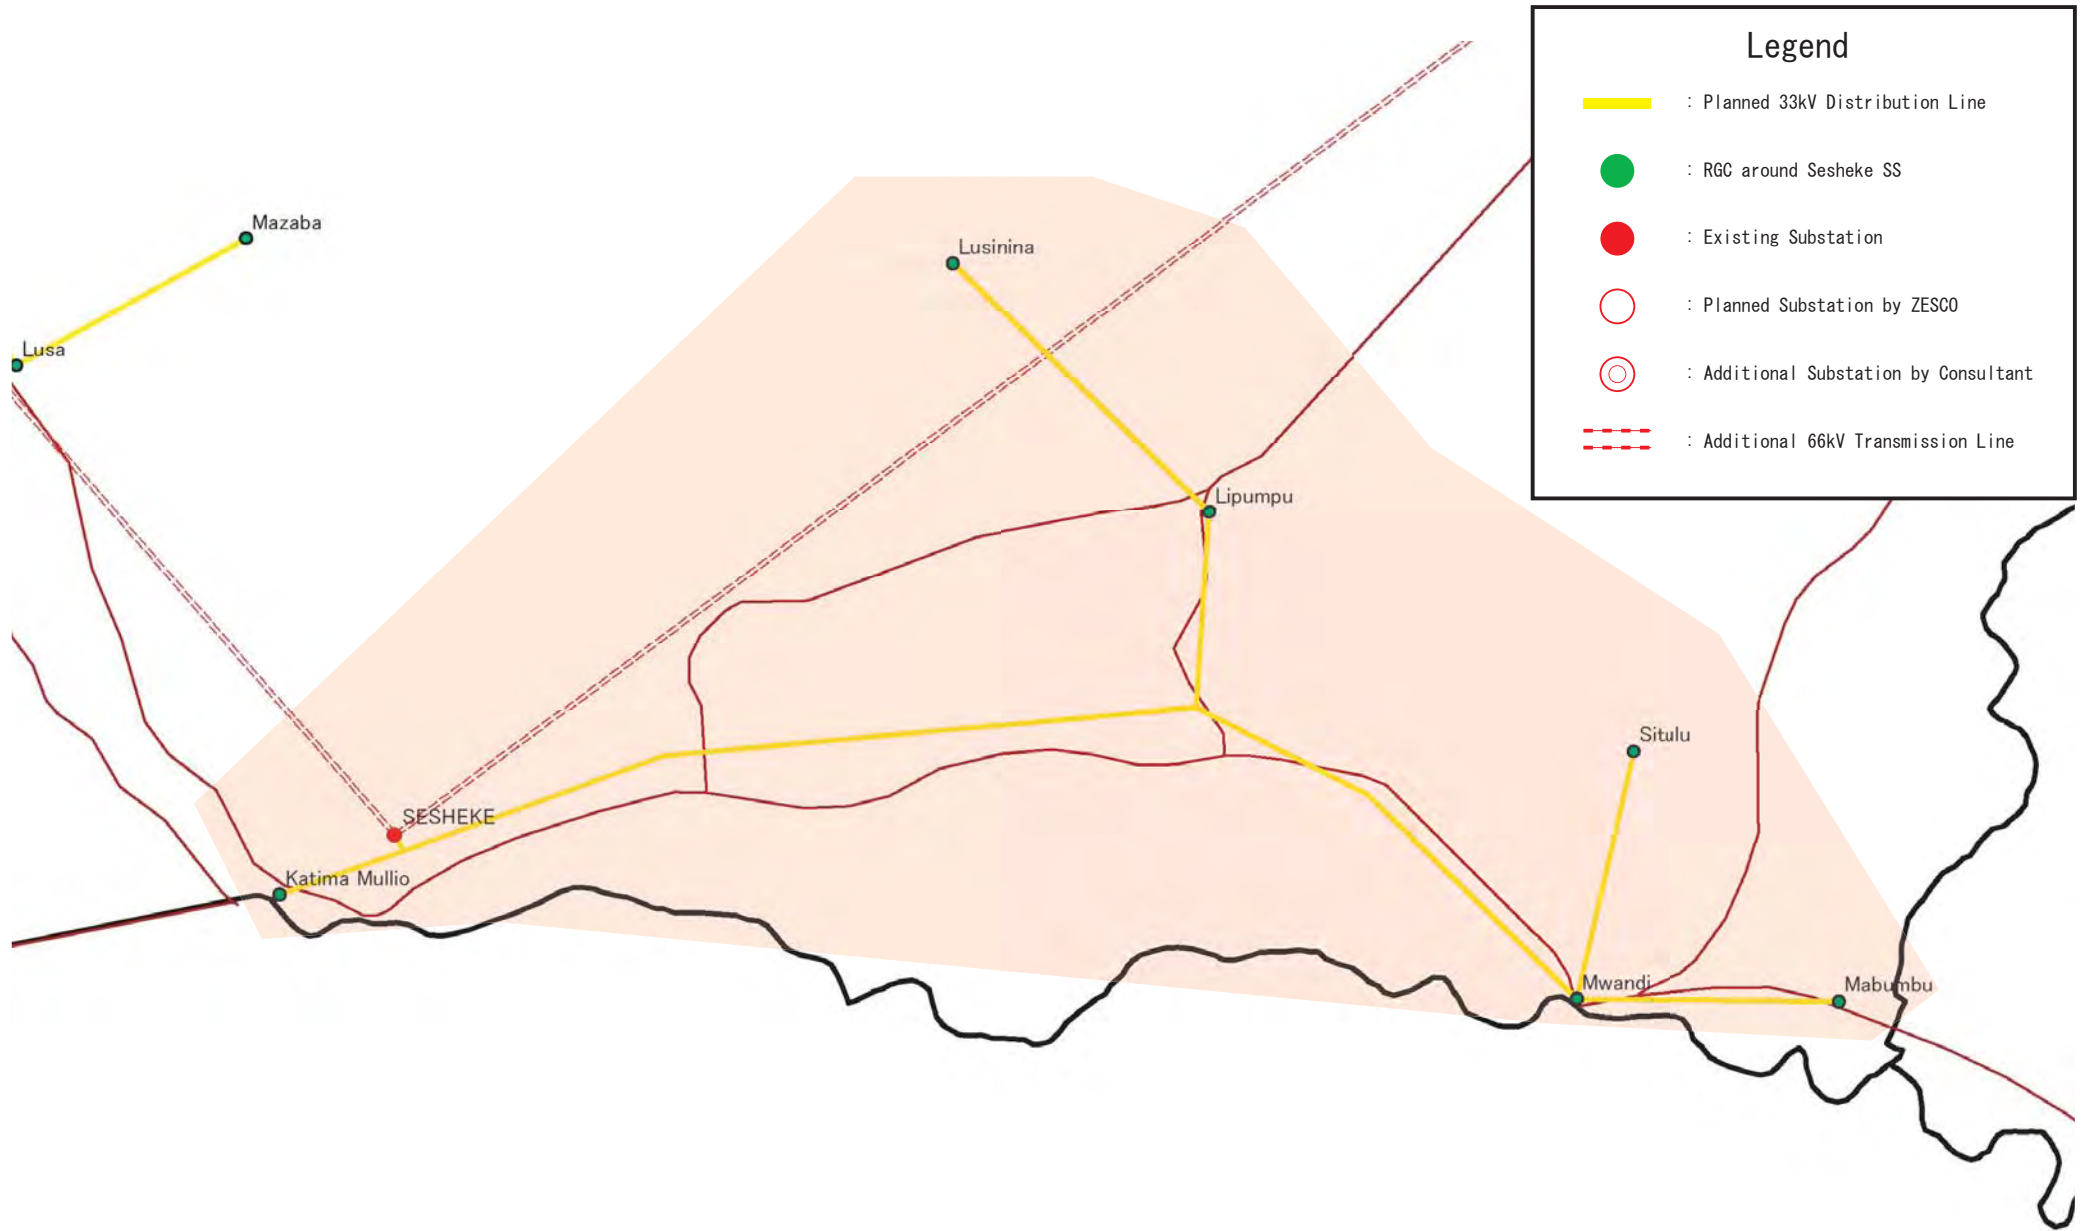 Legend
: Planned 33kV Distribution Line
: RGC around Sesheke SS
: Existing Substation
: Planned Substation by ZESCO
: Additional Substation by Consultant
: Additional 66kV Transmission Line
Mazaba
Lusinina
Lusa
Lipumpu
Situlu
SESHEKE
Katima Mullio
Mwandi
Mabumbu